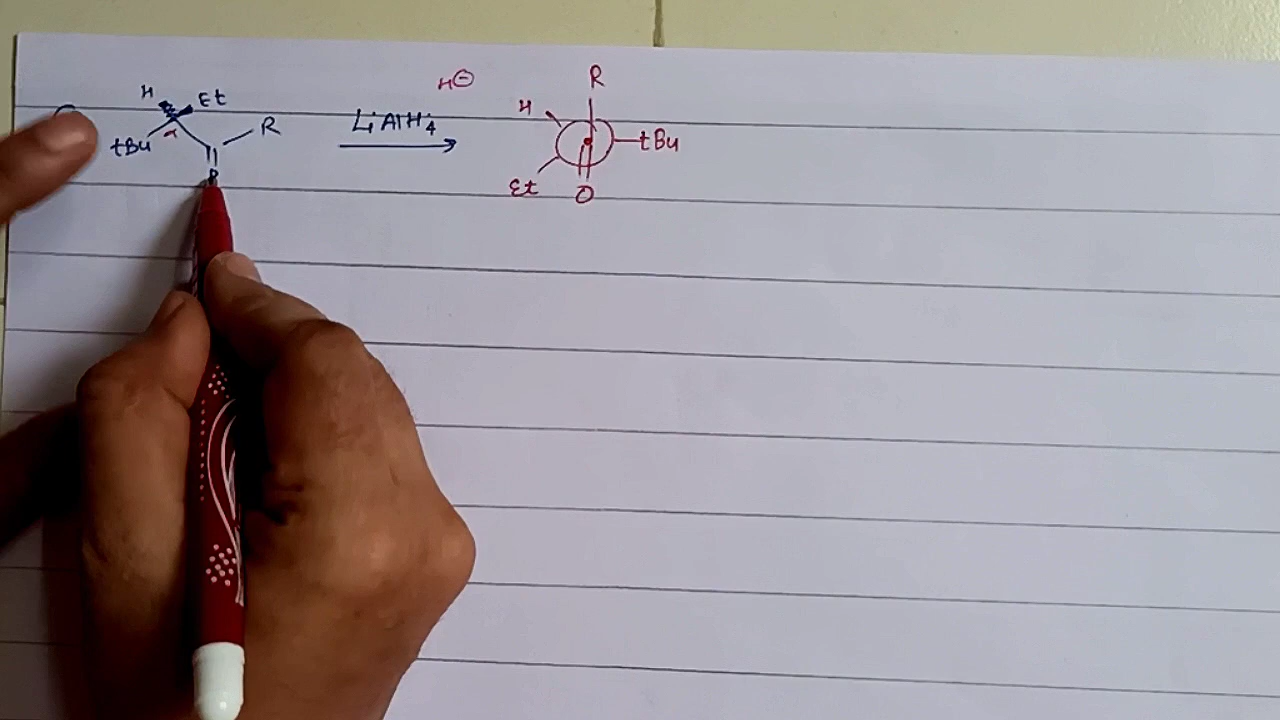 H Et
tBu α R
LiAlH4
H⊖
R
H
tBu
Et O